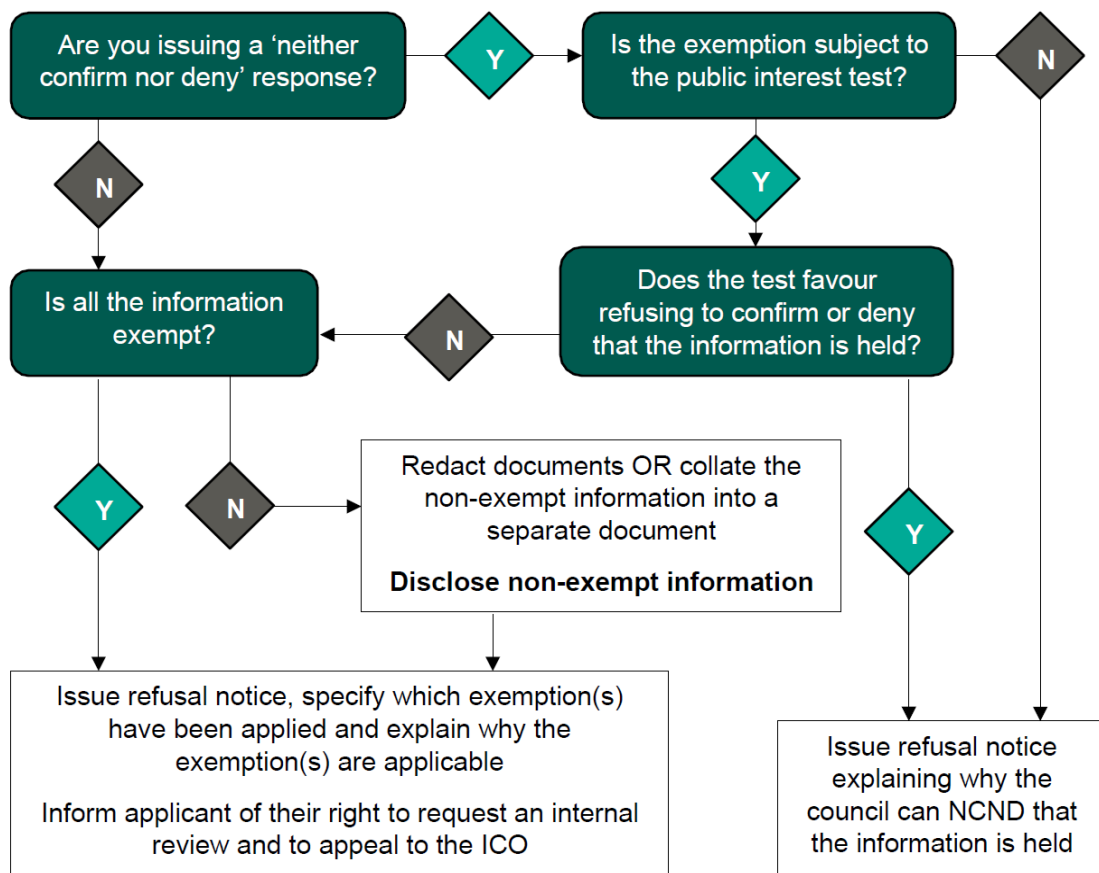 Are you issuing a ‘neither
confirm nor deny’ response?
Y
Is the exemption subject to
the public interest test?
N
N
Y
Is all the information
exempt?
N
Does the test favour
refusing to confirm or deny
that the information is held?
Y
N
Redact documents OR collate the
non-exempt information into a
separate document
Disclose non-exempt information
Y
Issue refusal notice, specify which exemption(s)
have been applied and explain why the
exemption(s) are applicable
Inform applicant of their right to request an internal
review and to appeal to the ICO
Issue refusal notice
explaining why the
council can NCND that
the information is held